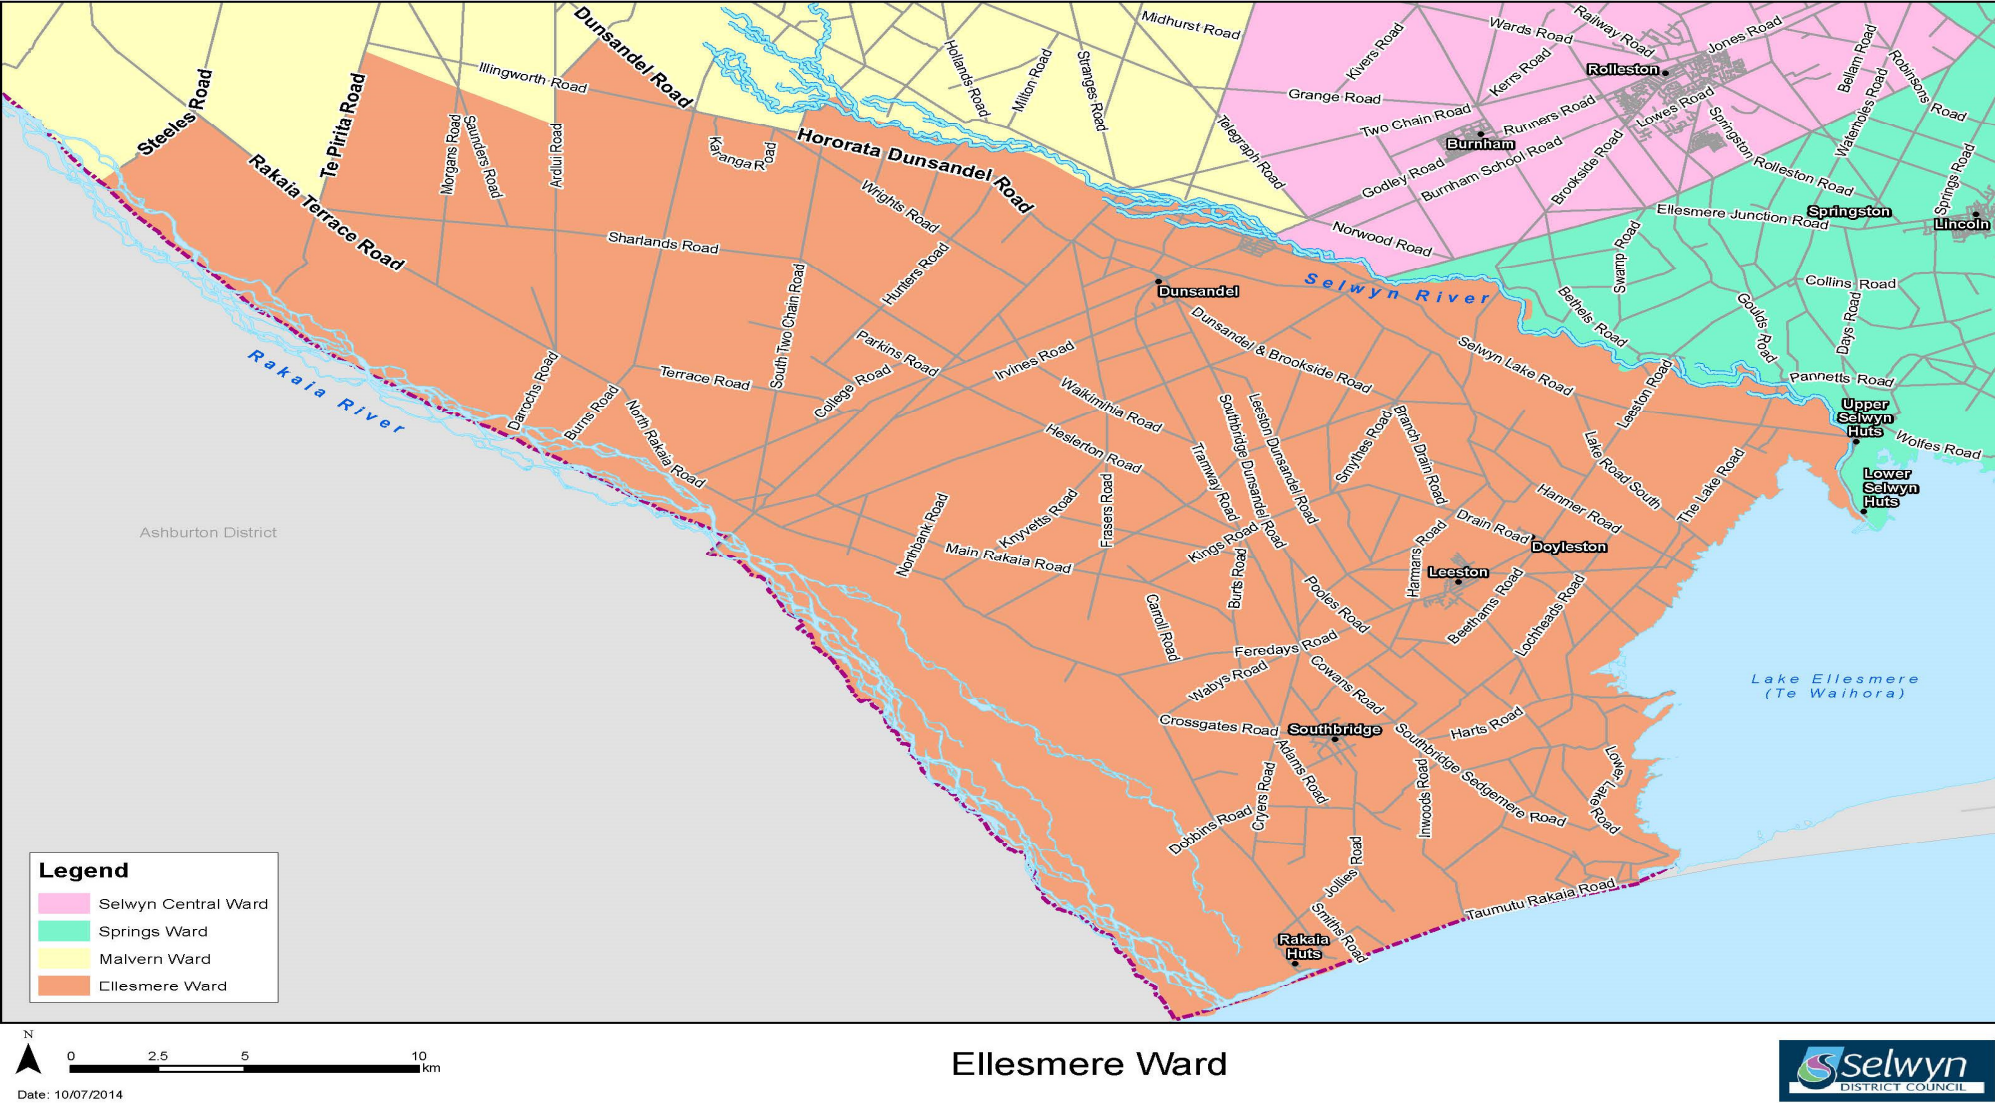 Midhurst Road
Dunsandel Road
Illingworth Road
Hollands Road
Milton Road
Stranges Road
Telegraph Road
Kivers Road
Wards Road
Railway Road
Jones Road
Kerrs Road
Rolleston
Bellam Road
Robinsons Road
Grange Road
Two Chain Road
Runners Road
Lowes Road
Waterholes Road
Burnham
Springston Rolleston Road
Godley Road
Burnham School Road
Brookside Road
Springs Road
Steeles Road
Te Pirita Road
Morgans Road
Saunders Road
Ardlui Road
Karanga Road
Hororata Dunsandel Road
Rakaia Terrace Road
Wrights Road
Ellesmere Junction Road
Springston
Lincoln
Norwood Road
Sharlands Road
Hunters Road
Swamp Road
Collins Road
Selwyn River
Dunsandel
Bethels Road
Goulds Road
Days Road
South Two Chain Road
Dunsandel & Brookside Road
Selwyn Lake Road
Parkins Road
Irvines Road
Rakaia River
Terrace Road
College Road
Waikimihia Road
Leeston Road
Pannetts Road
Darrochs Road
Burns Road
North Rakaia Road
Southbridge Dunsandel Road
Leeston Dunsandel Road
Smythes Road
Branch Drain Road
Upper
Selwyn
Huts
Wolfes Road
Heslerton Road
Tramway Road
Lake Road South
The Lake Road
Lower
Selwyn
Huts
Ashburton District
Northbank Road
Knyvetts Road
Frasers Road
Main Rakaia Road
Kings Road
Hanmer Road
Drain Road
Doyleston
Harmans Road
Leeston
Burts Road
Pooles Road
Beethams Road
Lochheads Road
Carroll Road
Feredays Road
Wabys Road
Cowans Road
Lake Ellesmere
(Te Waihora)
Crossgates Road
Southbridge
Harts Road
Adams Road
Southbridge Sedgemere Road
Lower Lake Road
Cryers Road
Inwoods Road
Dobbins Road
Jollies Road
Taumutu Rakaia Road
Smiths Road
Rakaia
Huts
Legend
Selwyn Central Ward
Springs Ward
Malvern Ward
Ellesmere Ward
N
0 2.5 5 10
km
Date: 10/07/2014
Ellesmere Ward
Selwyn
DISTRICT COUNCIL